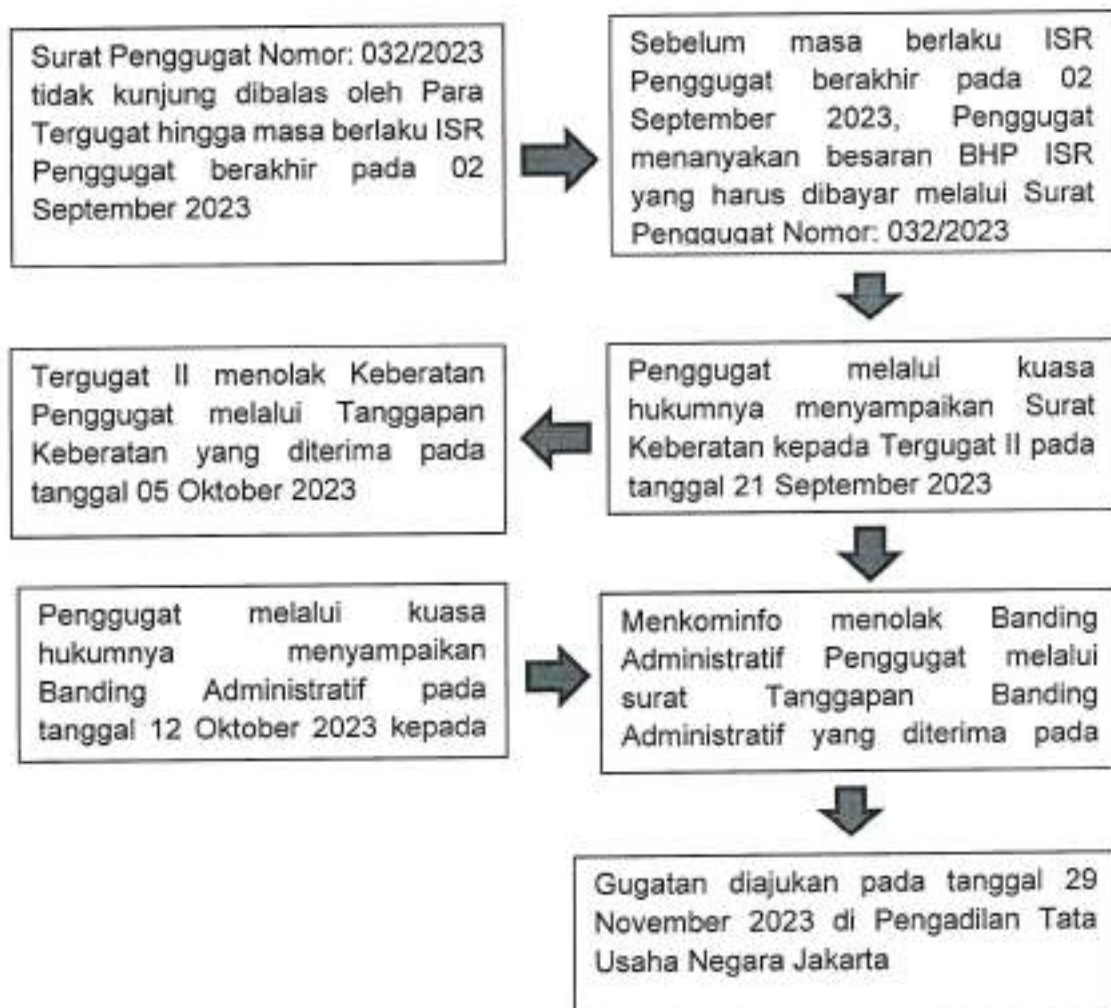 Surat Penggugat Nomor: 032/2023
tidak kunjung dibalas oleh Para
Tergugat hingga masa berlaku ISR
Penggugat berakhir pada 02
September 2023
Sebelum masa berlaku ISR
Penggugat berakhir pada 02
September 2023, Penggugat
menanyakan besaran BHP ISR
yang harus dibayar melalui Surat
Penggugat Nomor: 032/2023
Tergugat II menolak Keberatan
Penggugat melalui Tanggapan
Keberatan yang diterima pada
tanggal 05 Oktober 2023
Penggugat melalui kuasa
hukumnya menyampaikan Surat
Keberatan kepada Tergugat II pada
tanggal 21 September 2023
Penggugat melalui kuasa
hukumnya menyampaikan
Banding Administratif pada
tanggal 12 Oktober 2023 kepada
Menkominfo menolak Banding
Administratif Penggugat melalui
surat Tanggapan Banding
Administratif yang diterima pada
Gugatan diajukan pada tanggal 29
November 2023 di Pengadilan Tata
Usaha Negara Jakarta